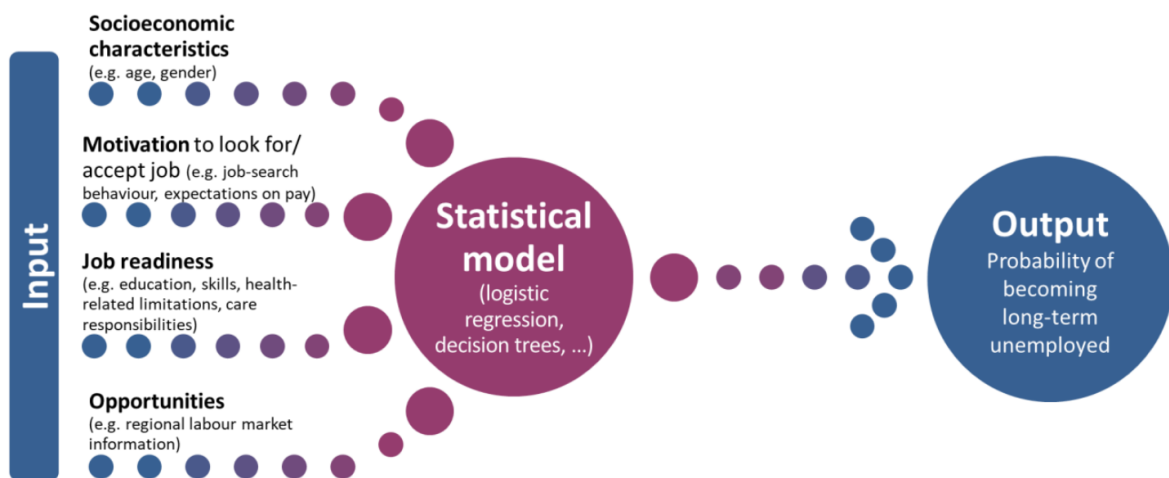 Input
Socioeconomic
characteristics
(e.g. age, gender)
Motivation to look for/
accept job (e.g. job-search
behaviour, expectations on pay)
Job readiness
(e.g. education, skills, health-
related limitations, care
responsibilities)
Opportunities
(e.g. regional labour market
information)
Statistical
model
(logistic
regression,
decision trees, ...)
Output
Probability of
becoming
long-term
unemployed